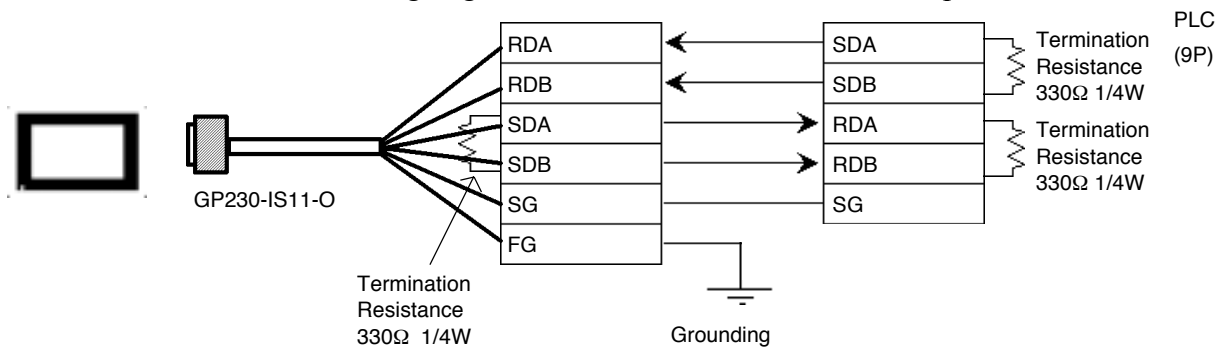 PLC
(9P)
RDA
RDB
SDA
SDB
SG
FG
SDA
SDB
RDA
RDB
SG
Termination
Resistance
330Ω 1/4W
Termination
Resistance
330Ω 1/4W
GP230-IS11-O
Termination
Resistance
330Ω 1/4W
Grounding